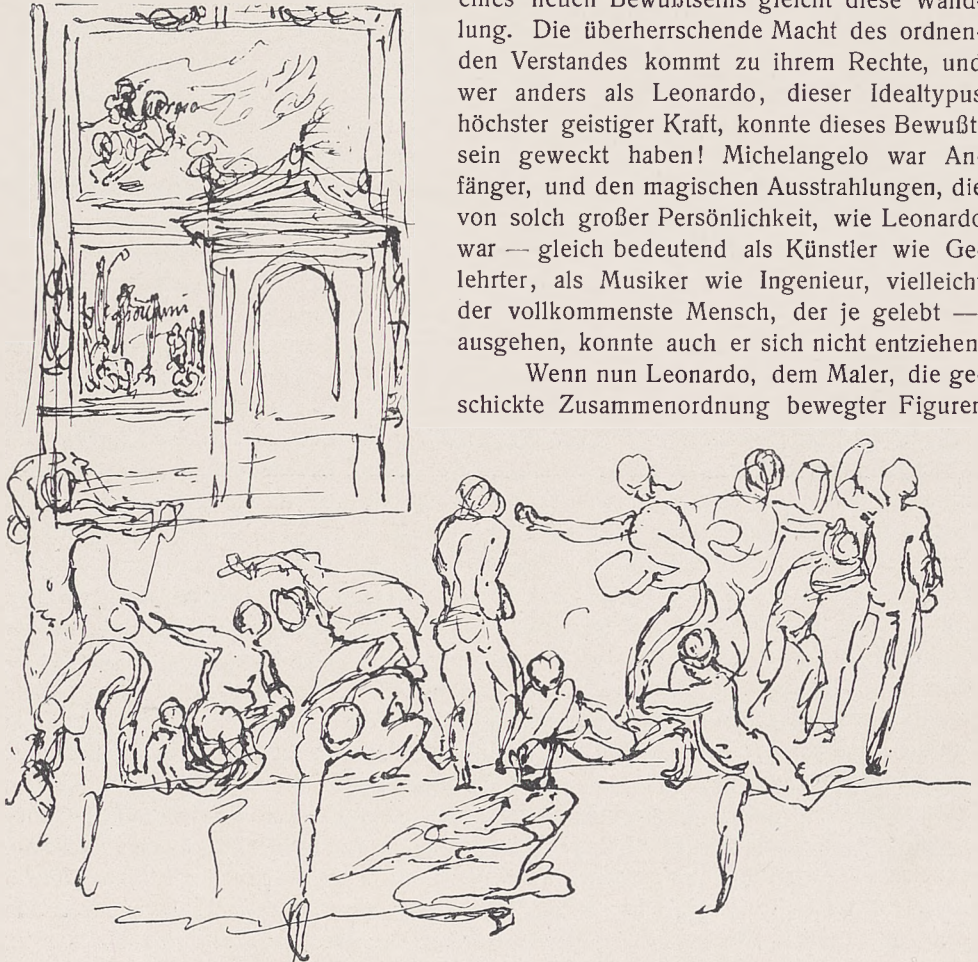 eines neuen Bewußtseins gleicht diese Wand-
lung. Die überherrschende Macht des ordnen-
den Verstandes kommt zu ihrem Rechte, und
wer anders als Leonardo, dieser Idealtypus
höchster geistiger Kraft, konnte dieses Bewußt-
sein geweckt haben! Michelangelo war An-
fänger, und den magischen Ausstrahlungen, die
von solch großer Persönlichkeit, wie Leonardo
war — gleich bedeutend als Künstler wie Ge-
lehrter, als Musiker wie Ingenieur, vielleicht
der vollkommenste Mensch, der je gelebt —
ausgehen, konnte auch er sich nicht entziehen
Wenn nun Leonardo, dem Maler, die ge-
schickte Zusammenordnung bewegter Figuren